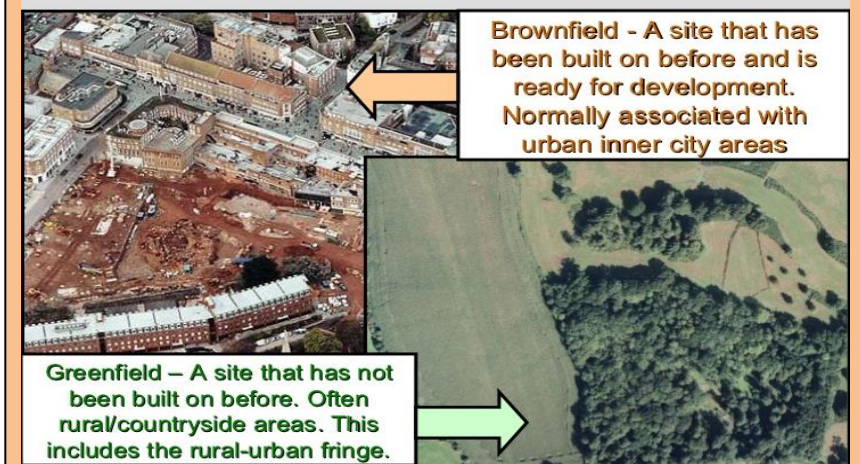 Brownfield - A site that has
been built on before and is
ready for development.
Normally associated with
urban inner city areas
Greenfield – A site that has not
been built on before. Often
rural/countryside areas. This
includes the rural-urban fringe.